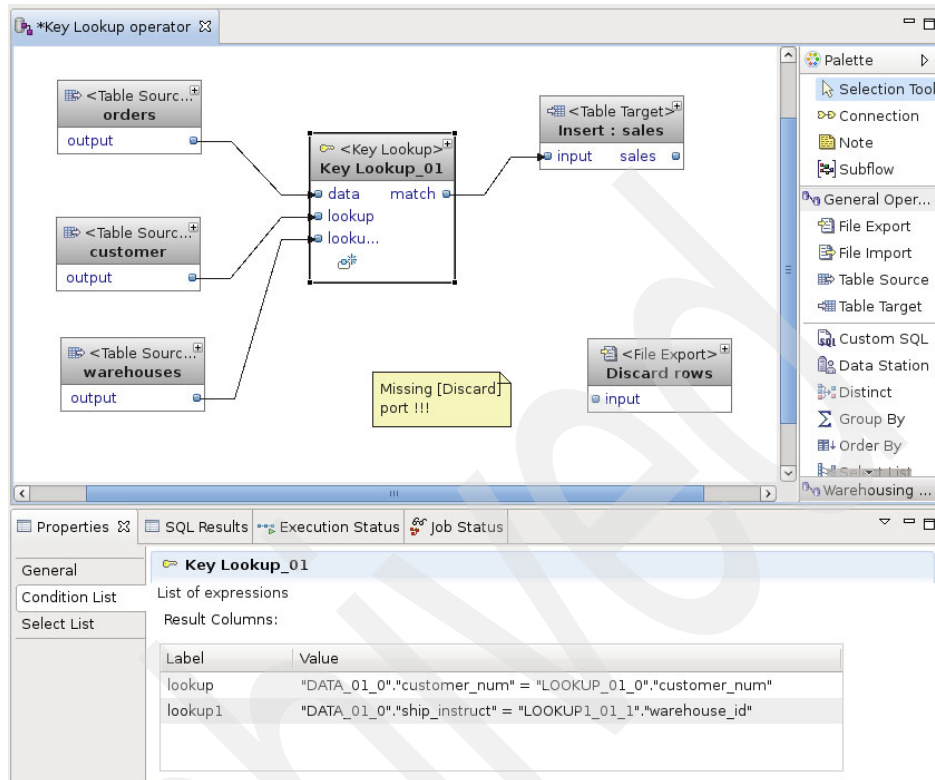 *Key Lookup operator
<Table Sourc...
orders
output
<Table Sourc...
customer
output
<Table Sourc...
warehouses
output
<Key Lookup>
Key Lookup_01
data match
lookup
looku...
<Table Target>
Insert : sales
input sales
Missing [Discard]
port !!!
<File Export>
Discard rows
input
Palette
Selection Tool
Connection
Note
Subflow
General Oper...
File Export
File Import
Table Source
Table Target
Custom SQL
Data Station
Distinct
Group By
Order By
Select List
Warehousing ...
Properties SQL Results Execution Status Job Status
General
Condition List
Select List
Key Lookup_01
List of expressions
Result Columns:
Label Value
lookup "DATA_01_0"."customer_num" = "LOOKUP_01_0"."customer_num"
lookup1 "DATA_01_0"."ship_instruct" = "LOOKUP1_01_1"."warehouse_id"